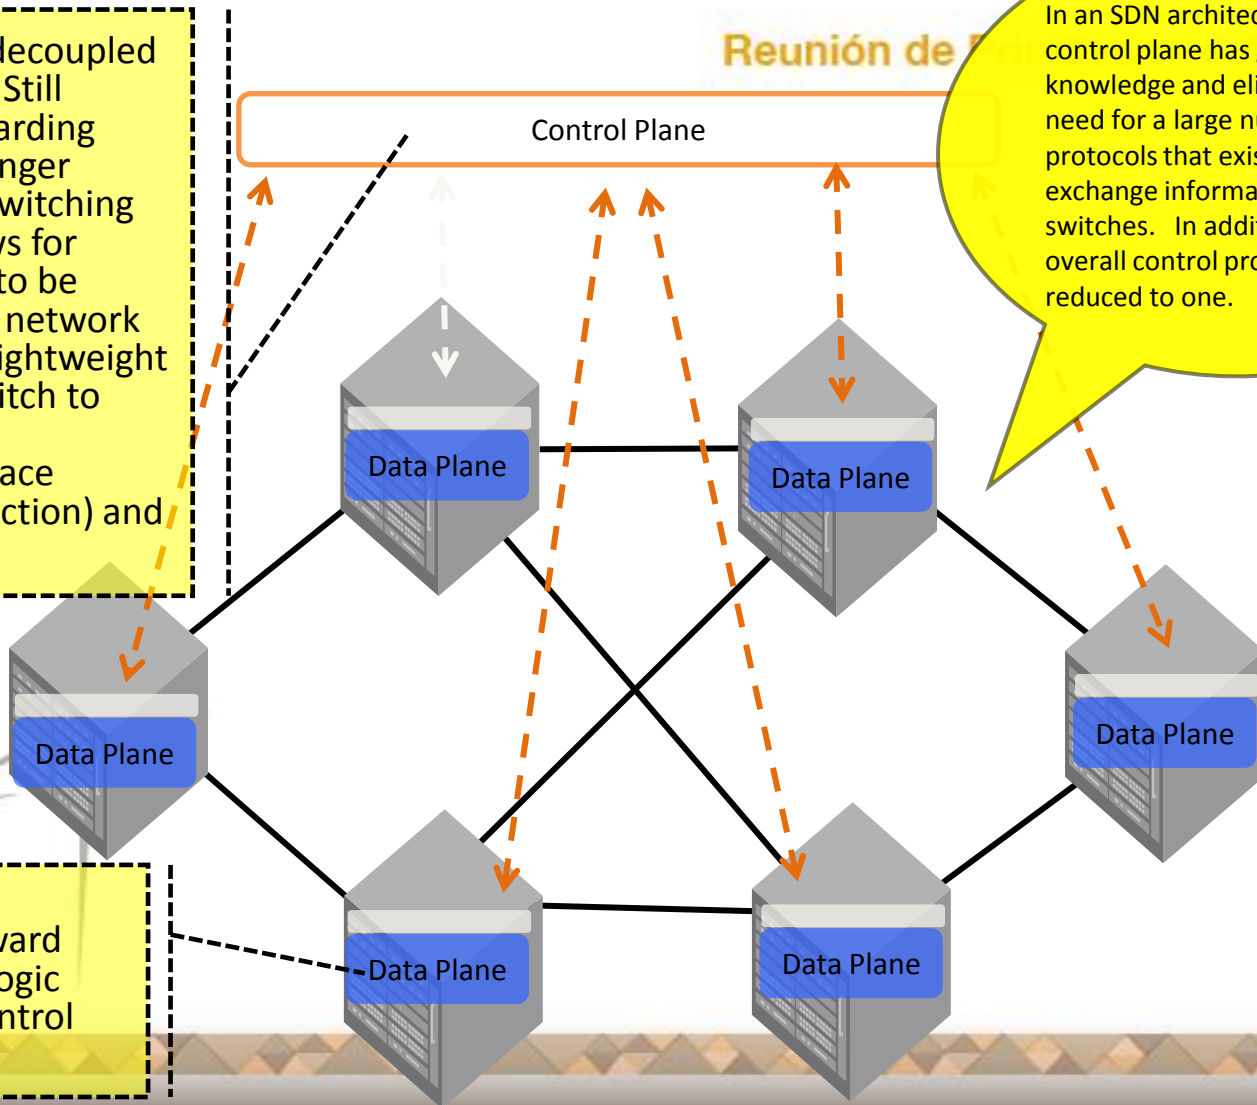 Reunión de
decoupled
Still
arding
nger
witching
ws for
to be
network
ightweight
itch to
ace
ction) and
Control Plane
In an SDN architec
control plane has
knowledge and eli
need for a large nu
protocols that exis
exchange informa
switches. In addit
overall control pro
reduced to one.
Data Plane
Data Plane
Data Plane
Data Plane
ward
ogic
ntrol
Data Plane
Data Plane